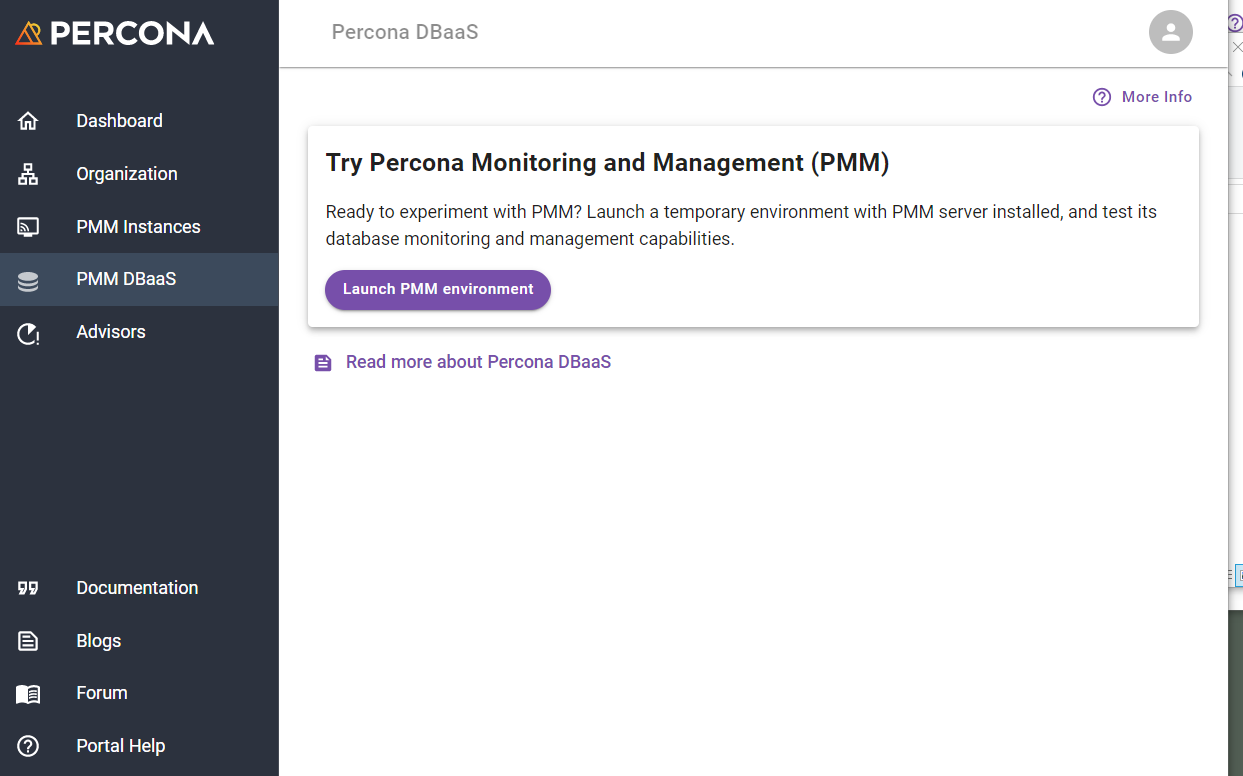 PERCONA
Percona DBaaS
Dashboard
Organization
PMM Instances
PMM DBaaS
Advisors
Documentation
Blogs
Forum
Portal Help
More Info
Try Percona Monitoring and Management (PMM)
Ready to experiment with PMM? Launch a temporary environment with PMM server installed, and test its
database monitoring and management capabilities.
Launch PMM environment
Read more about Percona DBaaS